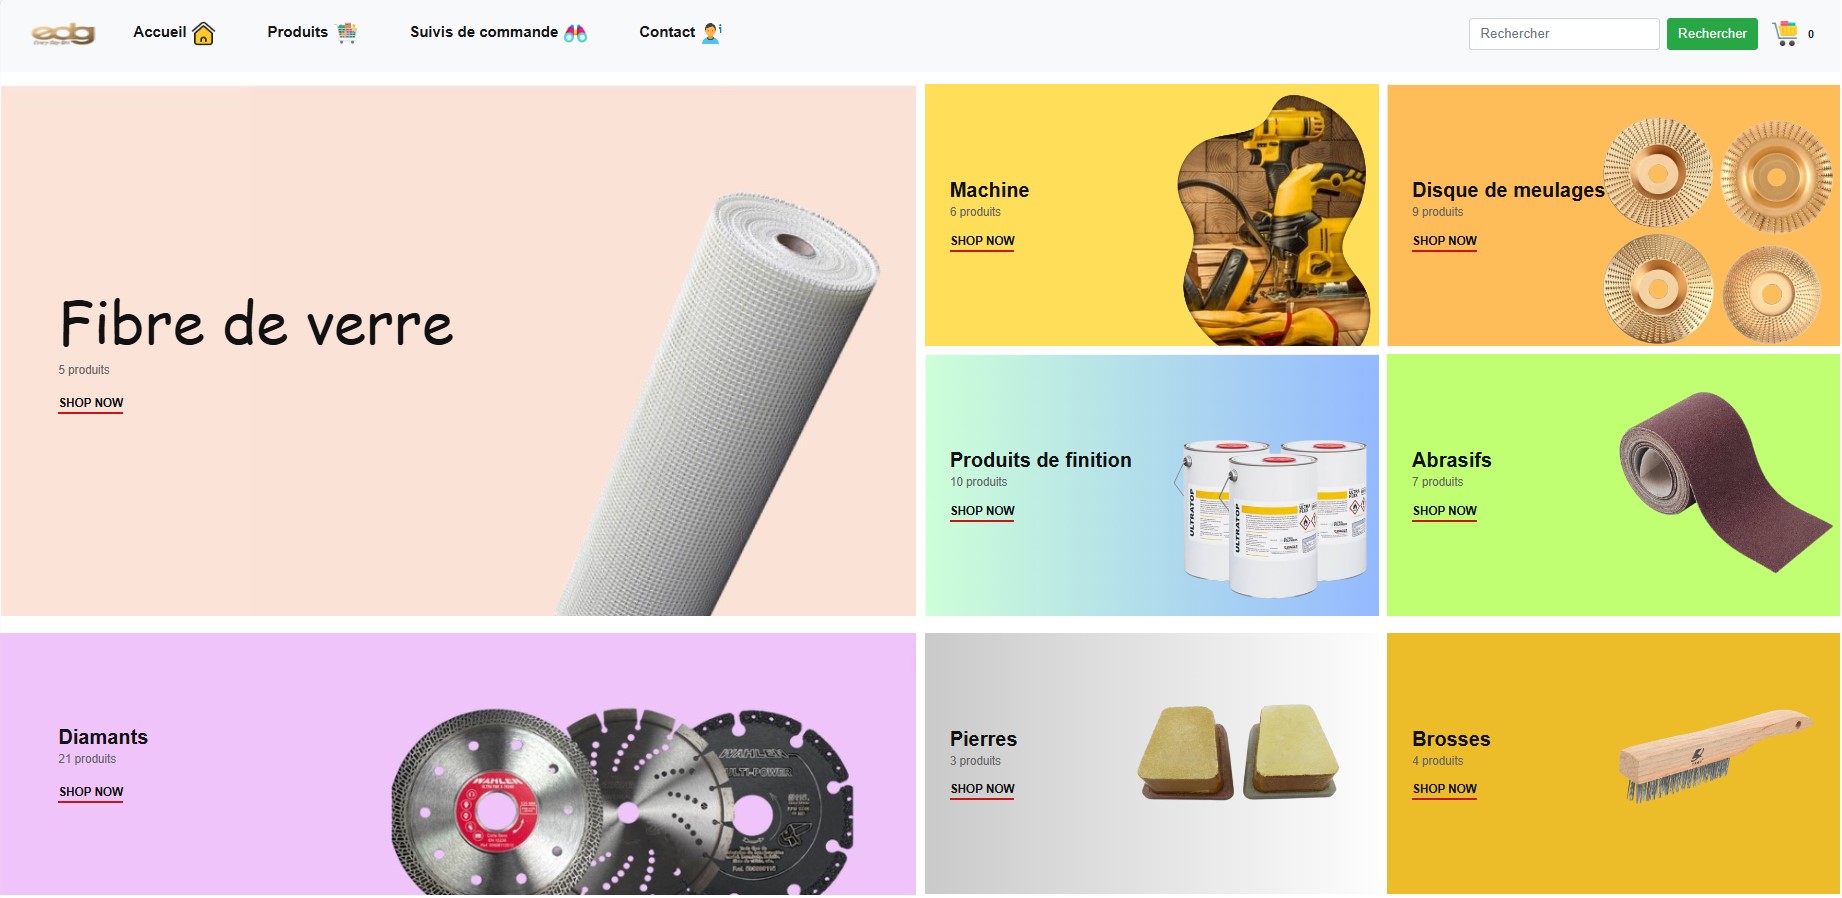 edg
Accueil
Produits
Suivis de commande
Contact
Rechercher
Rechercher
0
Fibre de verre
5 produits
SHOP NOW
Machine
6 produits
SHOP NOW
Disque de meulages
9 produits
SHOP NOW
Produits de finition
10 produits
SHOP NOW
ULTRATOP
ULTRATOP
Abrasifs
7 produits
SHOP NOW
Diamants
21 produits
SHOP NOW
WAHLER
WAHLER
MULTI-POWER
Pierres
3 produits
SHOP NOW
Brosses
4 produits
SHOP NOW